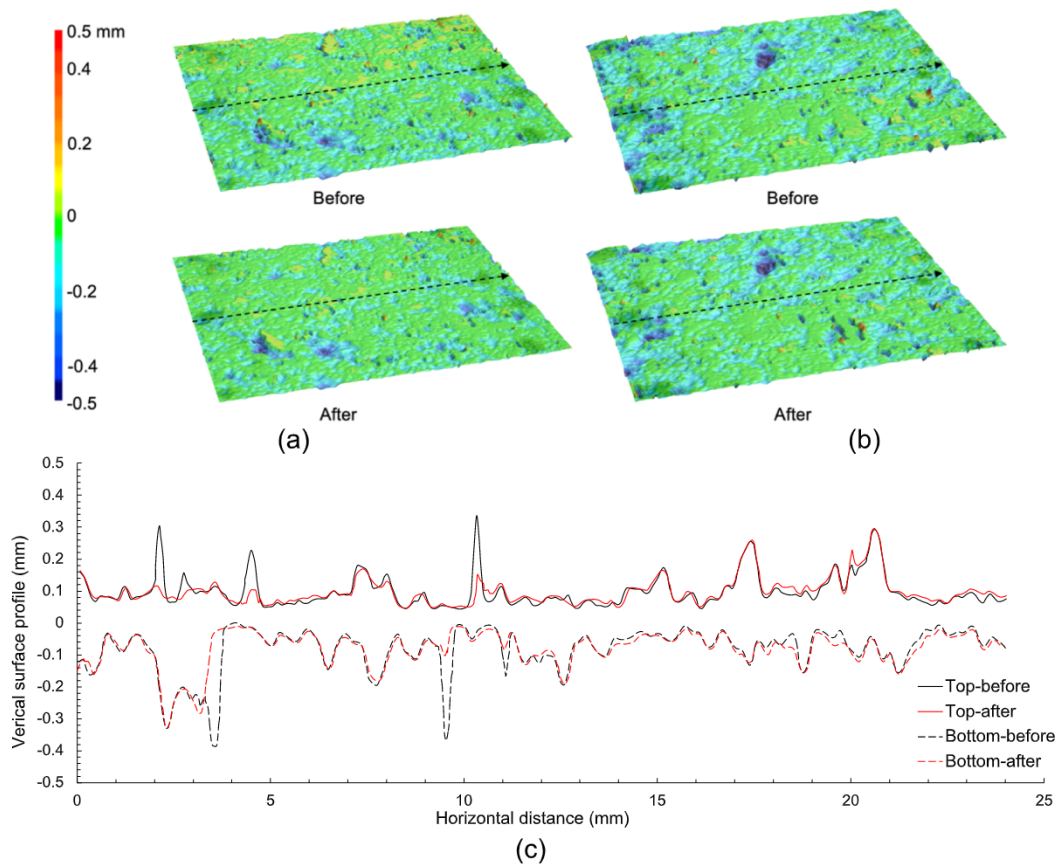 0.5 mm
0.4
0.2
0
-0.2
-0.4
-0.5
Before
Before
After
After
(a)
(b)
0.5
0.4
0.3
0.2
0.1
0
-0.1
-0.2
-0.3
-0.4
-0.5
Verical surface profile (mm)
Top-before
Top-after
Bottom-before
Bottom-after
0
5
10
15
20
25
Horizontal distance (mm)
(c)